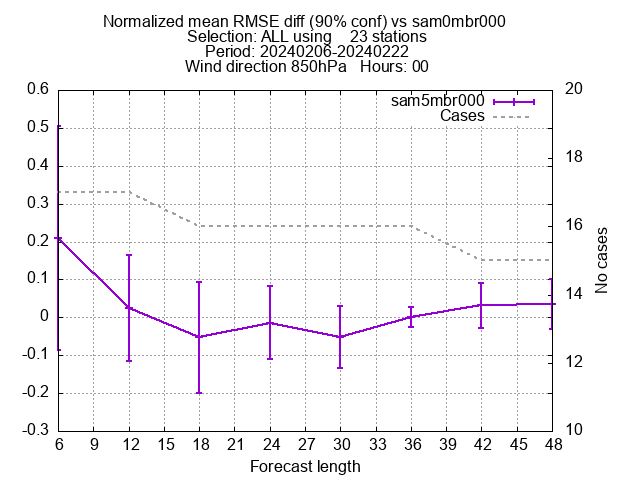 Normalized mean RMSE diff (90% conf) vs sam0mbr000
Selection: ALL using    23 stations
Period: 20240206-20240222
Wind direction 850hPa   Hours: 00
sam5mbr000
Cases
0.6
0.5
0.4
0.3
0.2
0.1
0
-0.1
-0.2
-0.3
20
18
16
14
12
10
No cases
6 9 12 15 18 21 24 27 30 33 36 39 42 45 48
Forecast length